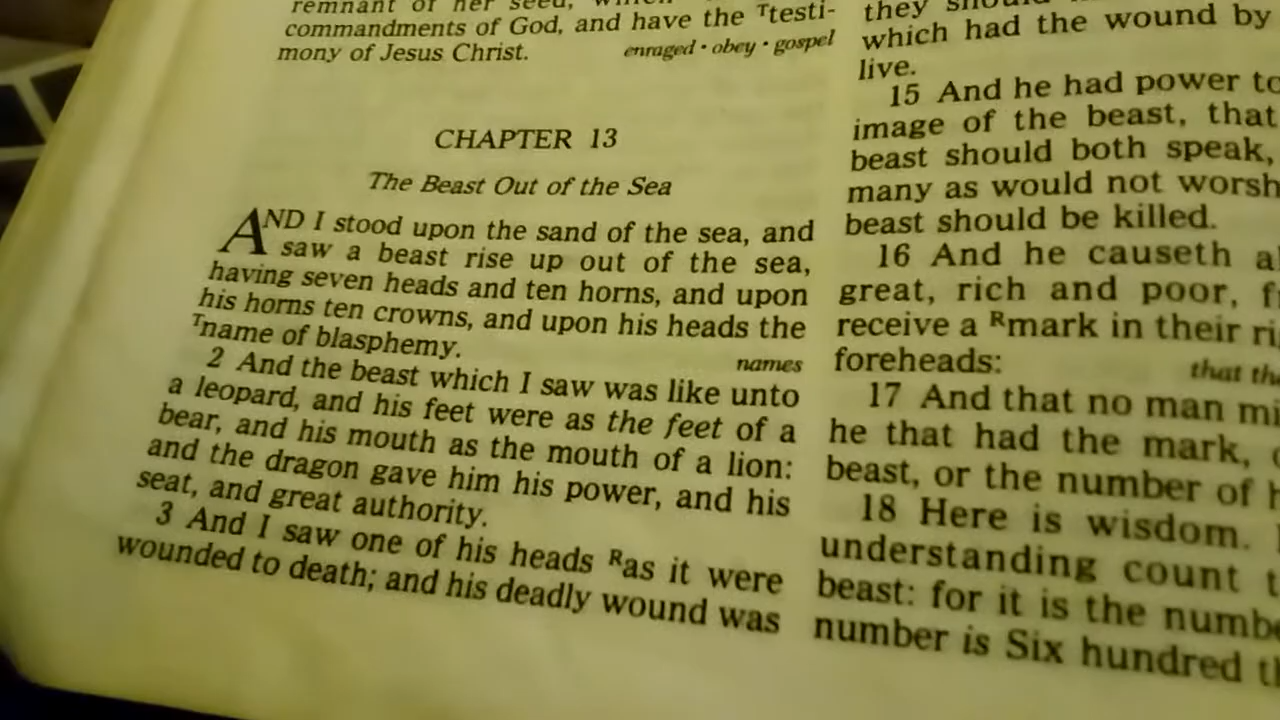 remnant of her seed,
commandments of God, and have the ᵀtesti-
mony of Jesus Christ. enraged • obey • gospel
CHAPTER 13
The Beast Out of the Sea
AND I stood upon the sand of the sea, and
saw a beast rise up out of the sea,
having seven heads and ten horns, and upon
his horns ten crowns, and upon his heads the
ᵀname of blasphemy. names
2 And the beast which I saw was like unto
a leopard, and his feet were as the feet of a
bear, and his mouth as the mouth of a lion:
and the dragon gave him his power, and his
seat, and great authority.
3 And I saw one of his heads ᴿas it were
wounded to death; and his deadly wound was
they
which had the wound by
live.
15 And he had power to
image of the beast, that
beast should both speak,
many as would not worsh
beast should be killed.
16 And he causeth
great, rich and poor,
receive a ᴿmark in their
foreheads: that
17 And that no man
he that had the mark,
beast, or the number of
18 Here is wisdom.
understanding count
beast: for it is the numbe
number is Six hundred